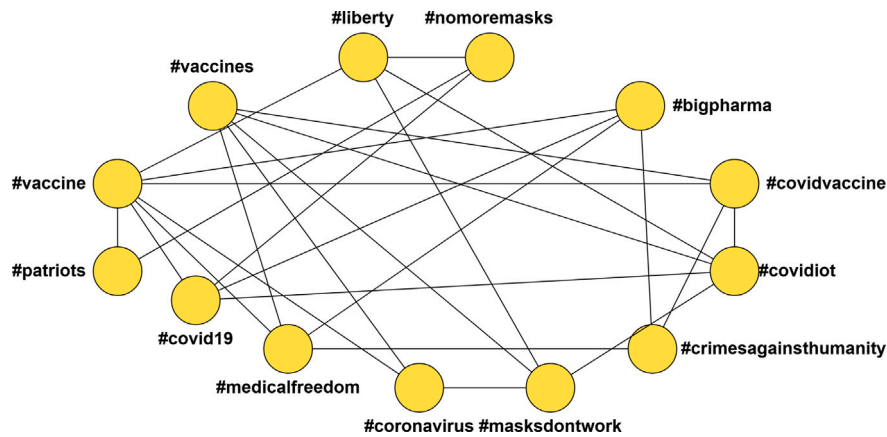 #liberty #nomoremasks
#vaccines
#bigpharma
#vaccine
#covidvaccine
#patriots
#covidiot
#covid19
#crimesagainsthumanity
#medicalfreedom
#coronavirus #masksdontwork